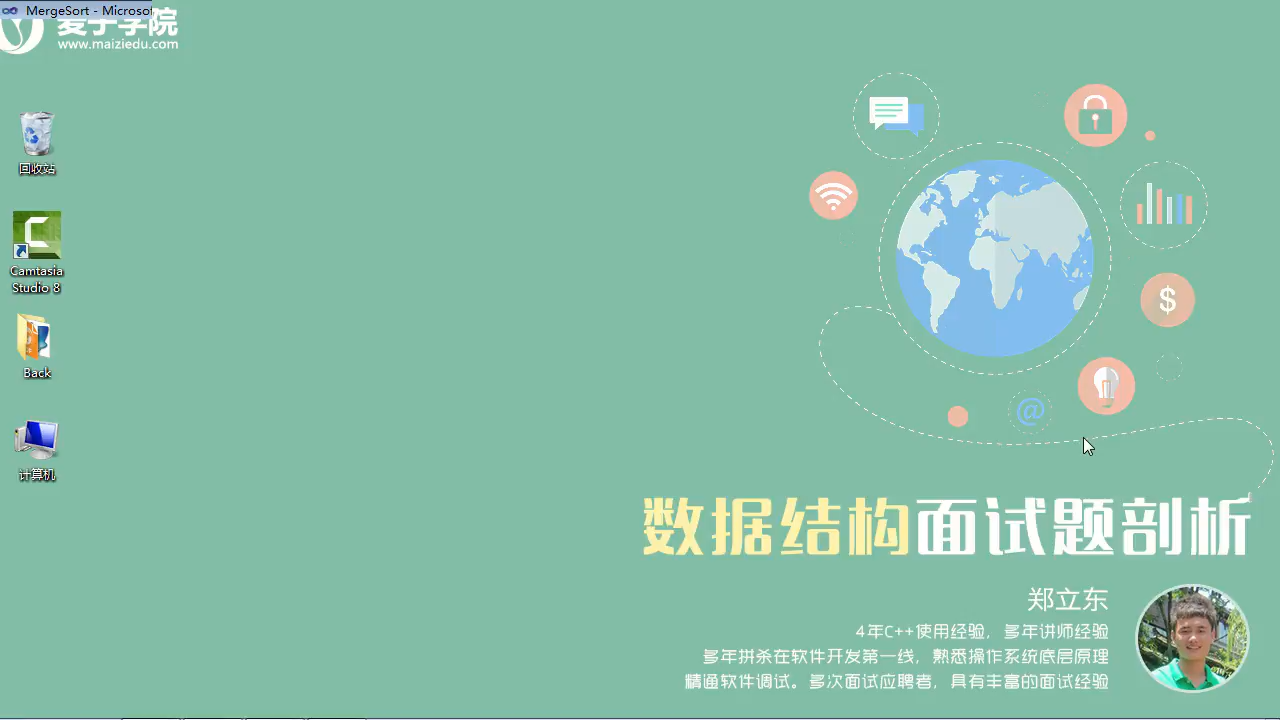 MergeSort - Microsof
麦子学院
www.maiziedu.com
回收站
Camtasia
Studio 8
Back
计算机
$
@
数据结构面试题剖析
郑立东
4年C++使用经验，多年讲师经验
多年拼杀在软件开发第一线，熟悉操作系统底层原理
精通软件调试。多次面试应聘者，具有丰富的面试经验